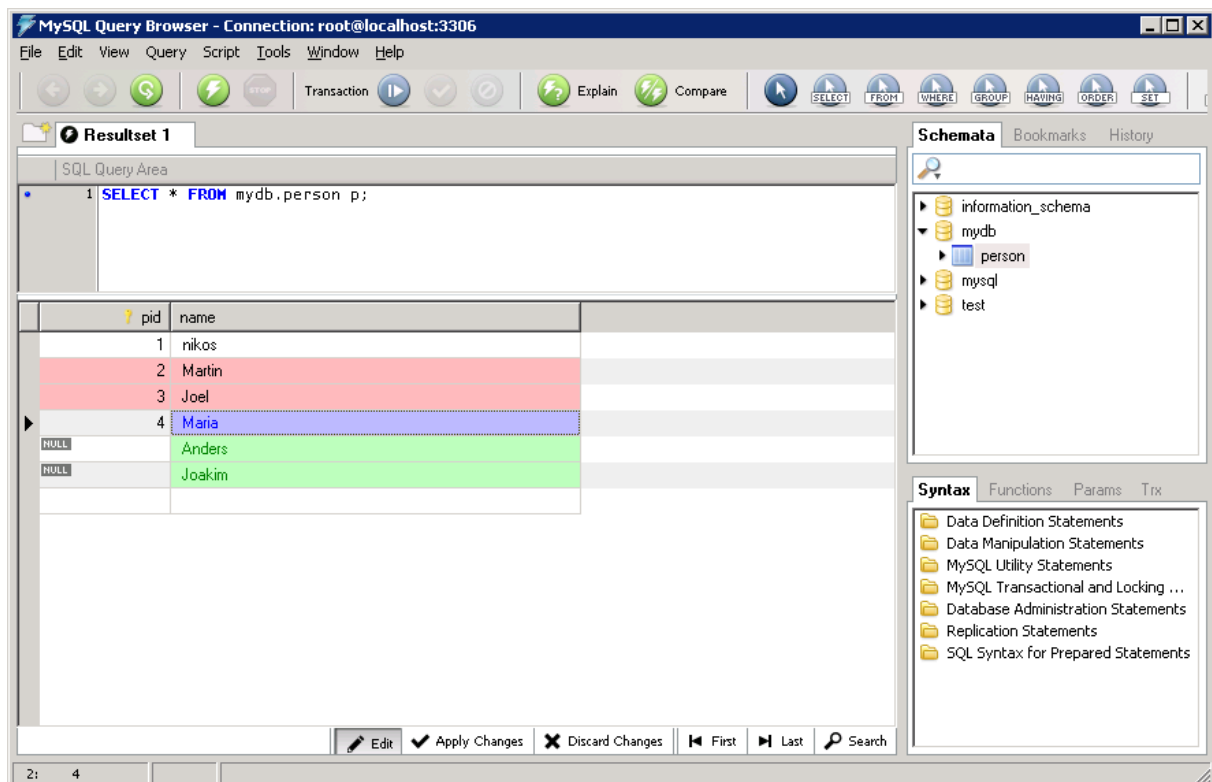 MySQL Query Browser - Connection: root@localhost:3306
File Edit View Query Script Tools Window Help
STOP Transaction Explain Compare SELECT FROM WHERE GROUP HAVING ORDER SET
Resultset 1
SQL Query Area
1 SELECT * FROM mydb.person p;
pid name
1 nikos
2 Martin
3 Joel
4 Maria
NULL Anders
NULL Joakim
Edit Apply Changes Discard Changes First Last Search
2: 4
Schemata Bookmarks History
information_schema
mydb
person
mysql
test
Syntax Functions Params Trx
Data Definition Statements
Data Manipulation Statements
MySQL Utility Statements
MySQL Transactional and Locking ...
Database Administration Statements
Replication Statements
SQL Syntax for Prepared Statements